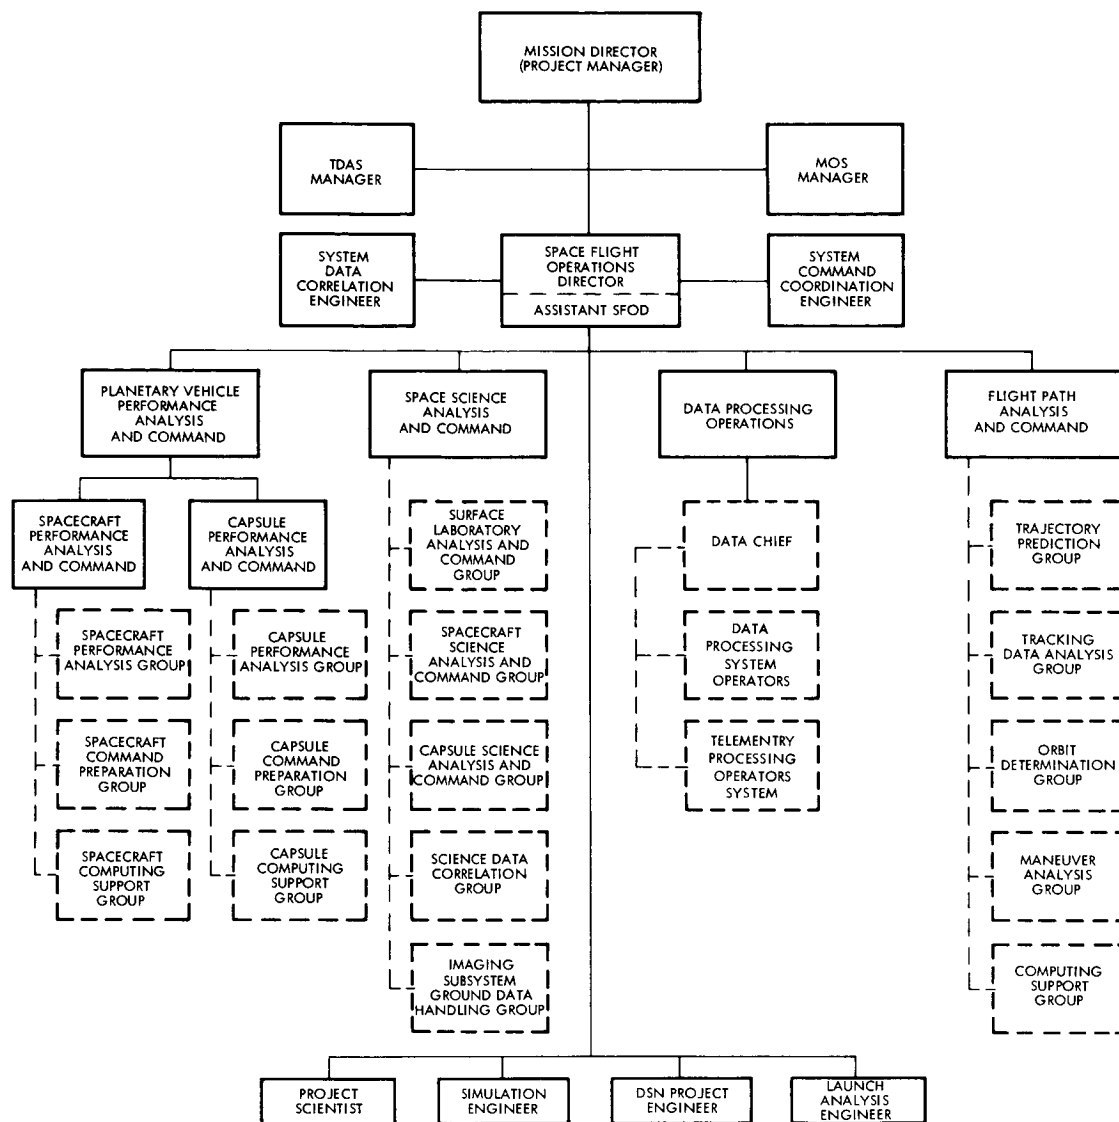 MISSION DIRECTOR
(PROJECT MANAGER)
TDAS
MANAGER
MOS
MANAGER
SYSTEM
DATA
CORRELATION
ENGINEER
SPACE FLIGHT
OPERATIONS
DIRECTOR
ASSISTANT SFOD
SYSTEM
COMMAND
COORDINATION
ENGINEER
PLANETARY VEHICLE
PERFORMANCE
ANALYSIS
AND COMMAND
SPACE SCIENCE
ANALYSIS
AND COMMAND
DATA PROCESSING
OPERATIONS
FLIGHT PATH
ANALYSIS
AND COMMAND
SPACECRAFT
PERFORMANCE
ANALYSIS
AND COMMAND
CAPSULE
PERFORMANCE
ANALYSIS
AND COMMAND
SPACECRAFT
PERFORMANCE
ANALYSIS GROUP
SPACECRAFT
COMMAND
PREPARATION
GROUP
SPACECRAFT
COMPUTING
SUPPORT
GROUP
CAPSULE
PERFORMANCE
ANALYSIS GROUP
CAPSULE
COMMAND
PREPARATION
GROUP
CAPSULE
COMPUTING
SUPPORT GROUP
SURFACE
LABORATORY
ANALYSIS AND
COMMAND
GROUP
SPACECRAFT
SCIENCE
ANALYSIS AND
COMMAND GROUP
CAPSULE SCIENCE
ANALYSIS AND
COMMAND GROUP
SCIENCE DATA
CORRELATION
GROUP
IMAGING
SUBSYSTEM
GROUND DATA
HANDLING GROUP
DATA CHIEF
DATA
PROCESSING
SYSTEM
OPERATORS
TELEMENTRY
PROCESSING
OPERATORS
SYSTEM
TRAJECTORY
PREDICTION
GROUP
TRACKING
DATA ANALYSIS
GROUP
ORBIT
DETERMINATION
GROUP
MANEUVER
ANALYSIS
GROUP
COMPUTING
SUPPORT
GROUP
PROJECT
SCIENTIST
SIMULATION
ENGINEER
DSN PROJECT
ENGINEER
LAUNCH
ANALYSIS
ENGINEER